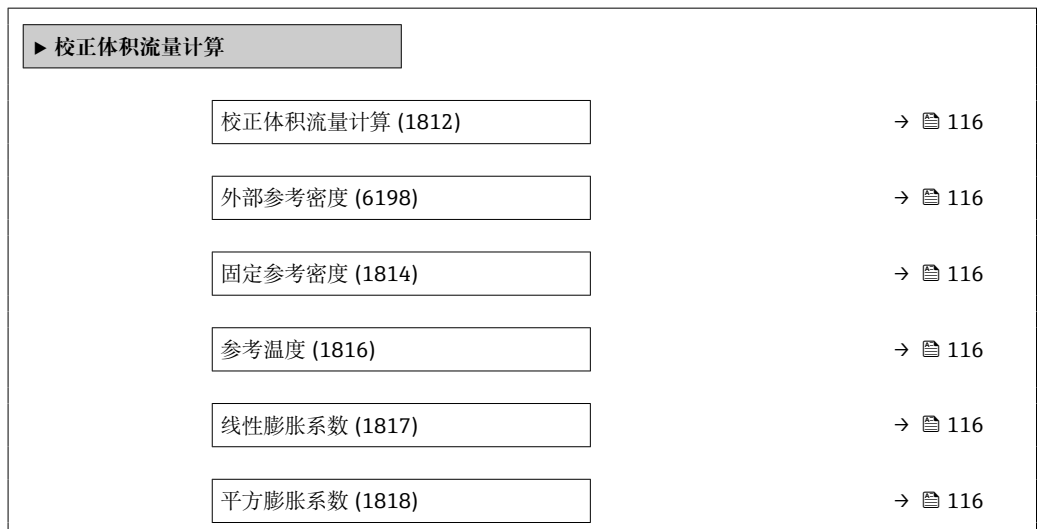 ▶ 校正体积流量计算
校正体积流量计算 (1812) → 🖺 116
外部参考密度 (6198) → 🖺 116
固定参考密度 (1814) → 🖺 116
参考温度 (1816) → 🖺 116
线性膨胀系数 (1817) → 🖺 116
平方膨胀系数 (1818) → 🖺 116